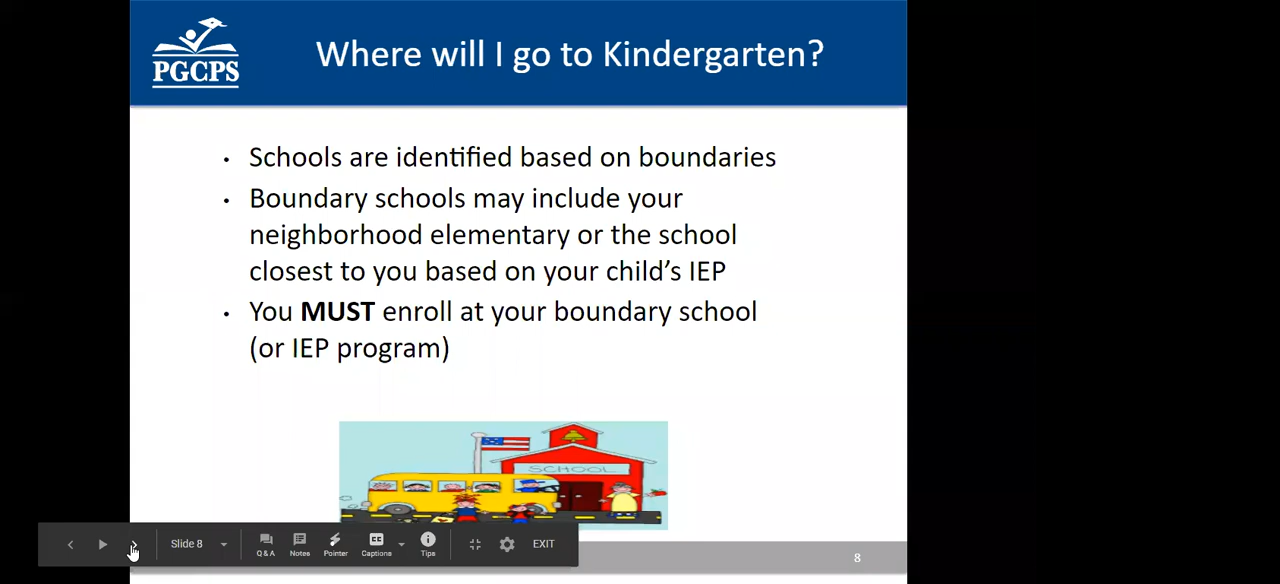 PGCPS
Where will I go to Kindergarten?
• Schools are identified based on boundaries
• Boundary schools may include your
neighborhood elementary or the school
closest to you based on your child's IEP
• You MUST enroll at your boundary school
(or IEP program)
SCHOOL
Slide 8
Q & A
Notes
Pointer
Captions
CC
Tips
EXIT
8